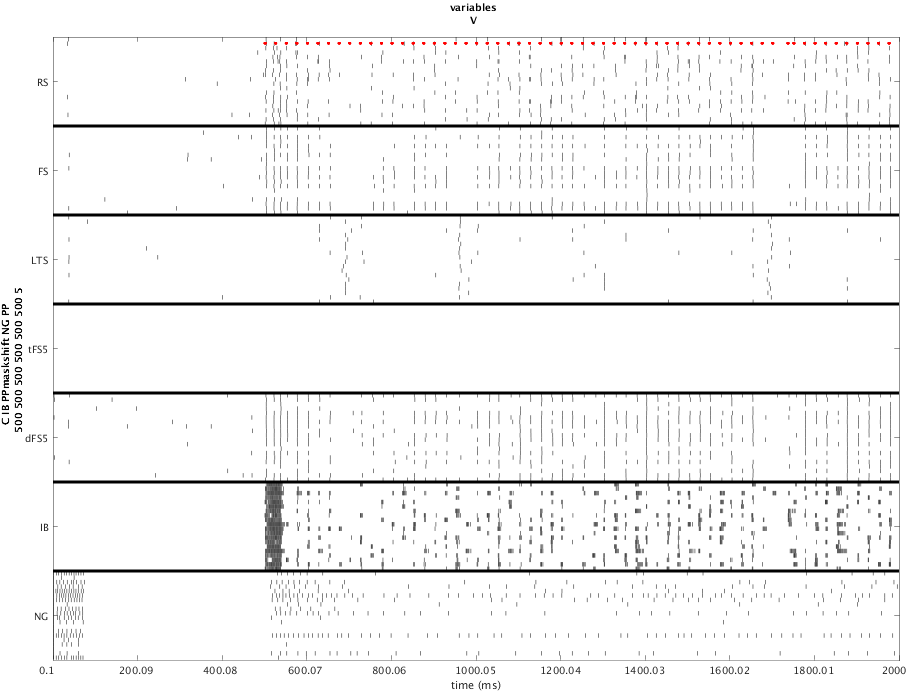 variables
V
C IB PPmaskshift NG PP
500 500 500 500 500 500 5
RS
FS
LTS
tFS5
dFS5
IB
NG
0.1 200.09 400.08 600.07 800.06 1000.05 1200.04 1400.03 1600.02 1800.01 2000
time (ms)